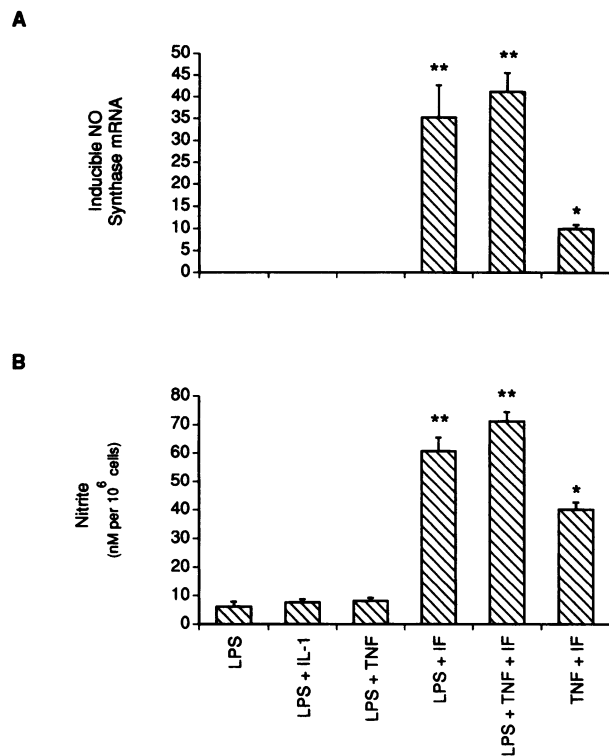 A
Inducible NO
Synthase mRNA
50
45
40
35
30
25
20
15
10
5
0
**
**
*
B
Nitrite
(nM per 10^6 cells)
80
70
60
50
40
30
20
10
0
**
**
*
LPS
LPS + IL-1
LPS + TNF
LPS + IF
LPS + TNF + IF
TNF + IF